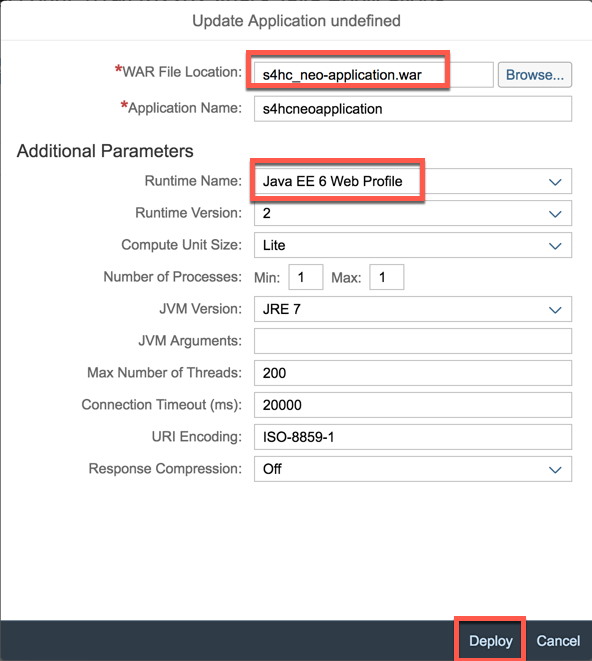 Update Application undefined
*WAR File Location: s4hc_neo-application.war Browse...
*Application Name: s4hcneoapplication
Additional Parameters
Runtime Name: Java EE 6 Web Profile
Runtime Version: 2
Compute Unit Size: Lite
Number of Processes: Min: 1 Max: 1
JVM Version: JRE 7
JVM Arguments:
Max Number of Threads: 200
Connection Timeout (ms): 20000
URI Encoding: ISO-8859-1
Response Compression: Off
Deploy Cancel